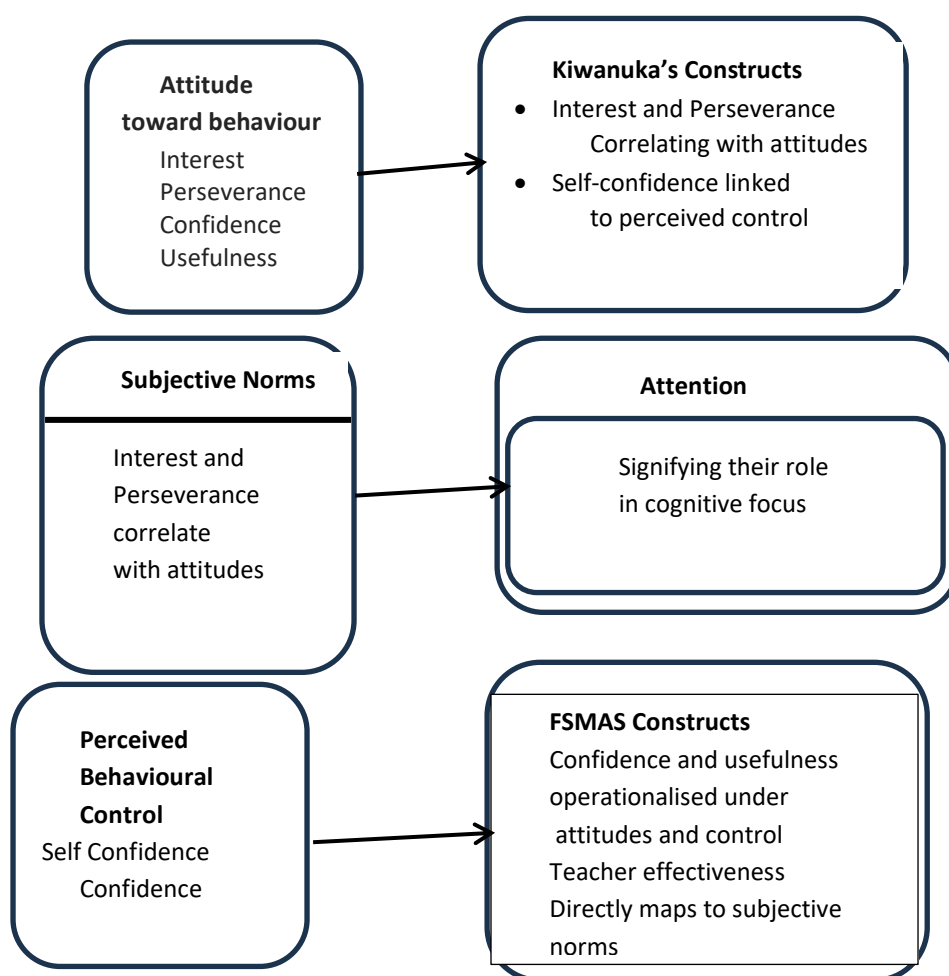 Attitude
toward behaviour
Interest
Perseverance
Confidence
Usefulness
Kiwanuka’s Constructs
• Interest and Perseverance
Correlating with attitudes
• Self-confidence linked
to perceived control
Subjective Norms
Interest and
Perseverance
correlate
with attitudes
Attention
Signifying their role
in cognitive focus
Perceived
Behavioural
Control
Self Confidence
Confidence
FSMAS Constructs
Confidence and usefulness
operationalised under
attitudes and control
Teacher effectiveness
Directly maps to subjective
norms